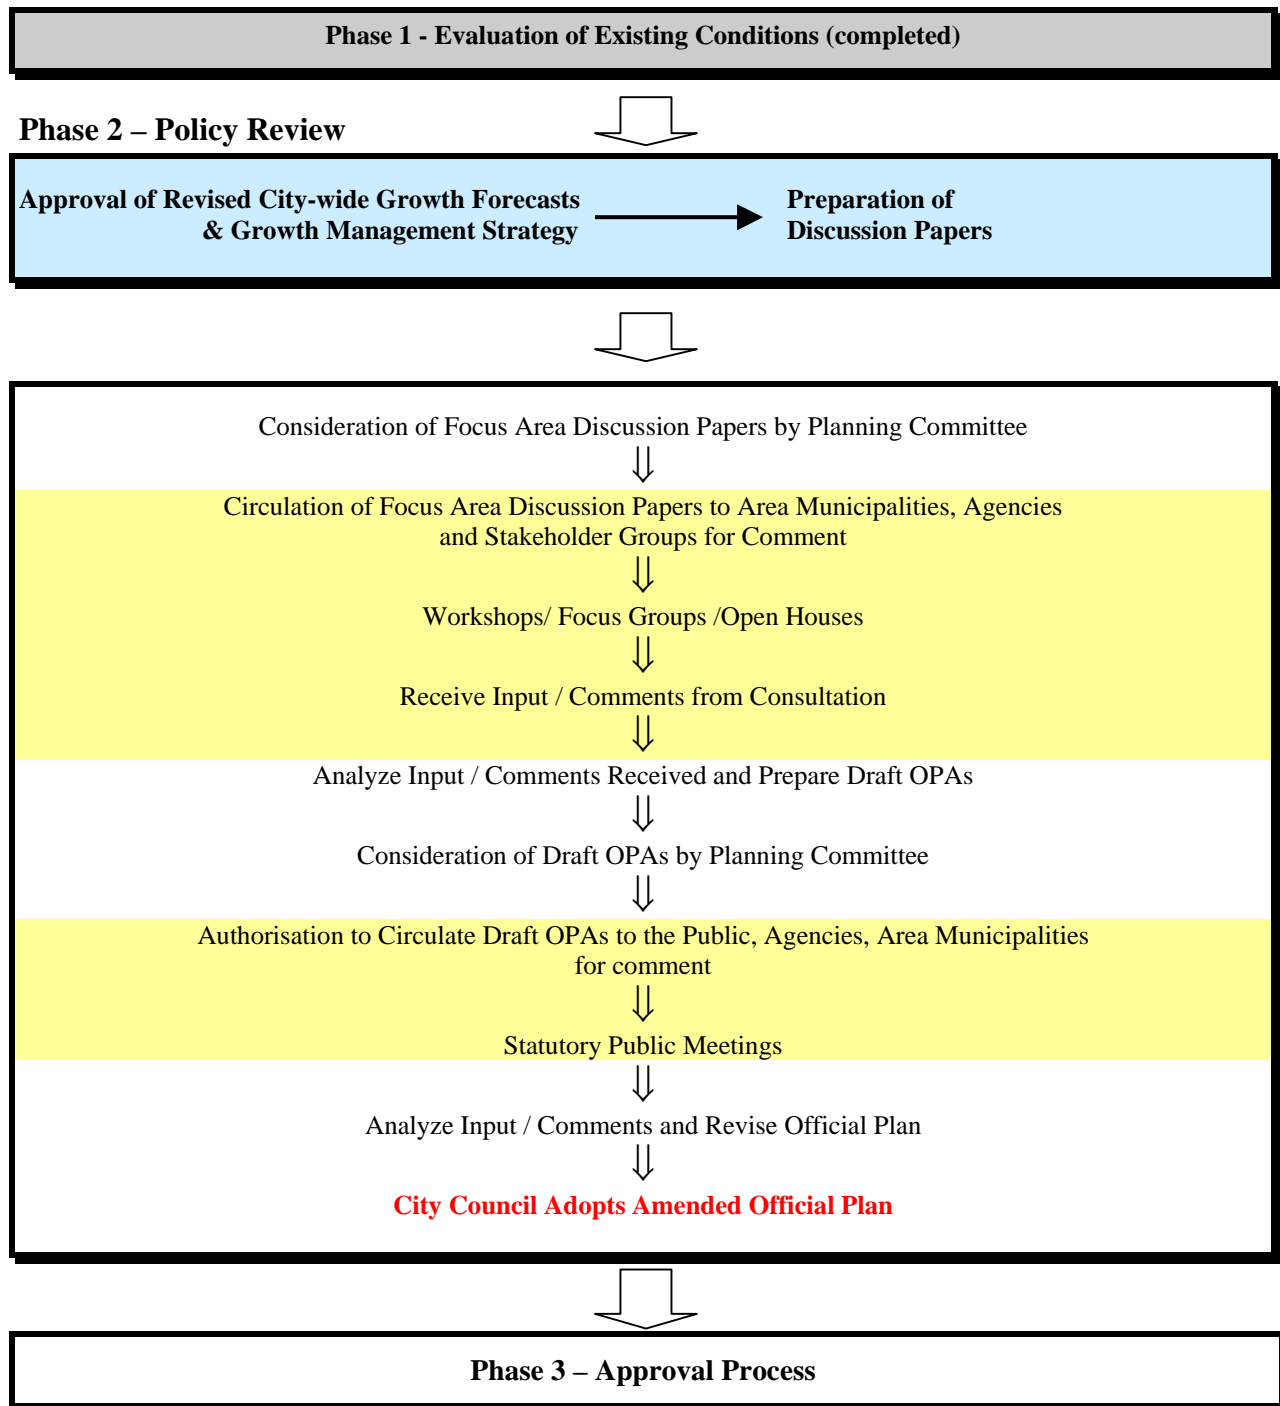 Phase 1 - Evaluation of Existing Conditions (completed)
Phase 2 – Policy Review
Approval of Revised City-wide Growth Forecasts
& Growth Management Strategy
Preparation of
Discussion Papers
Consideration of Focus Area Discussion Papers by Planning Committee
Circulation of Focus Area Discussion Papers to Area Municipalities, Agencies
and Stakeholder Groups for Comment
Workshops/ Focus Groups /Open Houses
Receive Input / Comments from Consultation
Analyze Input / Comments Received and Prepare Draft OPAs
Consideration of Draft OPAs by Planning Committee
Authorisation to Circulate Draft OPAs to the Public, Agencies, Area Municipalities
for comment
Statutory Public Meetings
Analyze Input / Comments and Revise Official Plan
City Council Adopts Amended Official Plan
Phase 3 – Approval Process